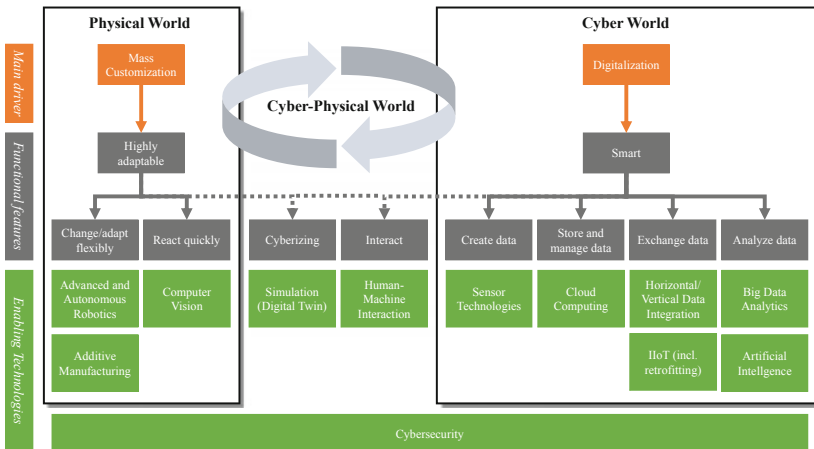 Physical World
Cyber World
Main driver
Mass
Customization
Cyber-Physical World
Digitalization
Functional features
Highly
adaptable
Smart
Change/adapt
flexibly
React quickly
Cyberizing
Interact
Create data
Store and
manage data
Exchange data
Analyze data
Enabling Technologies
Advanced and
Autonomous
Robotics
Computer
Vision
Simulation
(Digital Twin)
Human-
Machine
Interaction
Sensor
Technologies
Cloud
Computing
Horizontal/
Vertical Data
Integration
Big Data
Analytics
Additive
Manufacturing
IIoT (incl.
retrofitting)
Artificial
Intellgence
Cybersecurity